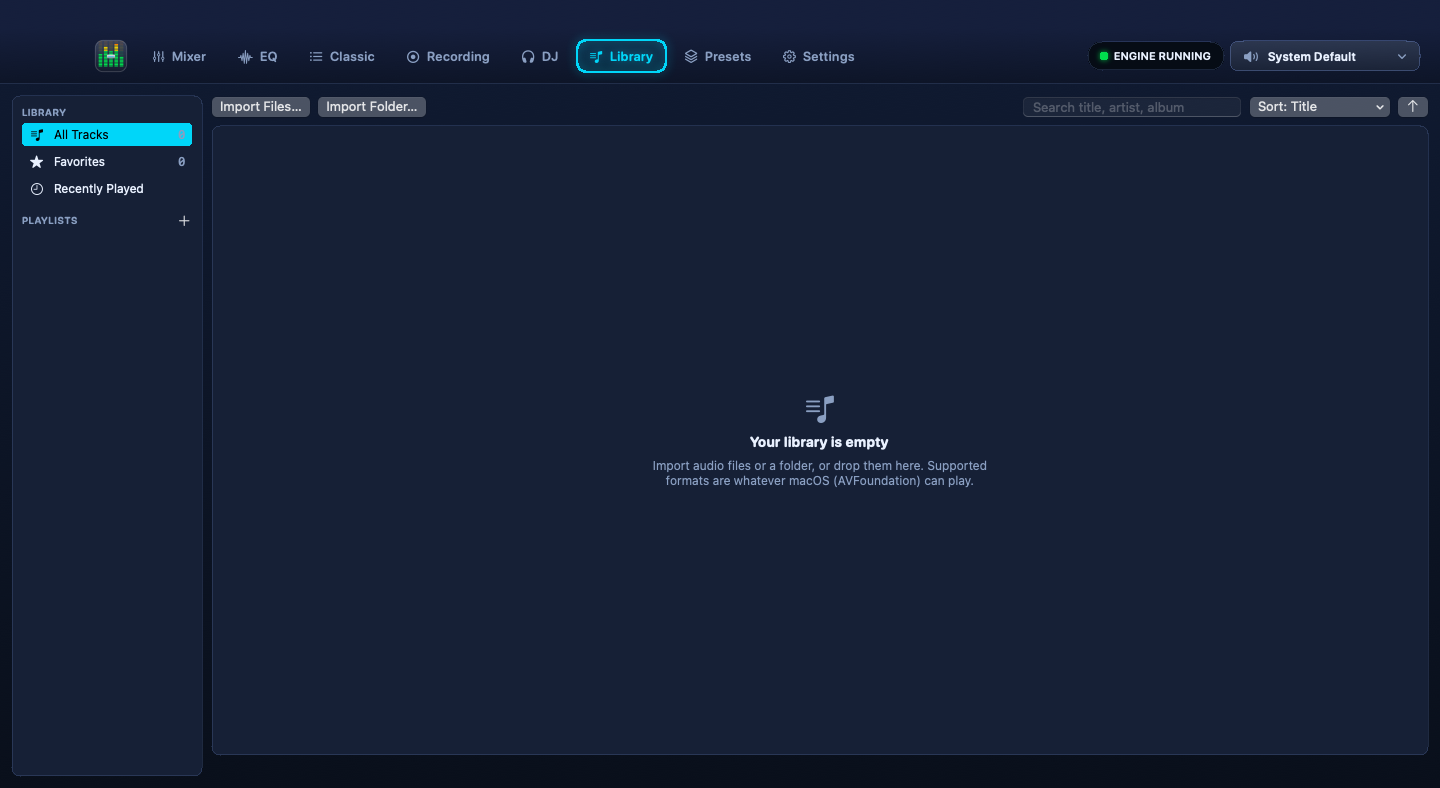 Mixer
EQ
Classic
Recording
DJ
Library
Presets
Settings
ENGINE RUNNING
System Default
LIBRARY
All Tracks
Favorites 0
Recently Played
PLAYLISTS
Import Files...
Import Folder...
Search title, artist, album
Sort: Title
Your library is empty
Import audio files or a folder, or drop them here. Supported
formats are whatever macOS (AVFoundation) can play.